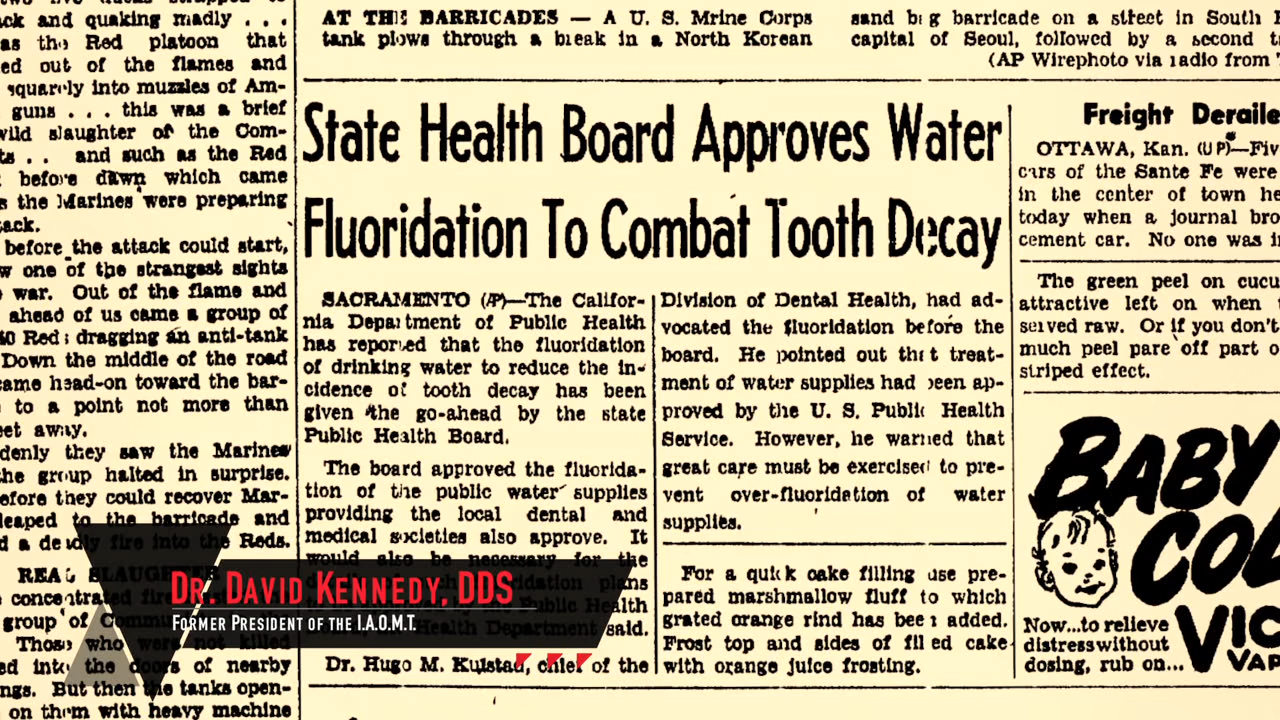 ack and quaking madly . . .
as the Red platoon that
ed out of the flames and
squarely into muzzles of Am-
guns . . . this was a brief
wild slaughter of the Com-
ts . . and such as the Red
before dawn which came
s the Marines were preparing
tack.
before the attack could start,
w one of the strangest sights
war. Out of the flame and
ahead of us came a group of
40 Reds dragging an anti-tank
Down the middle of the road
came head-on toward the bar-
to a point not more than
eet away.
denly they saw the Marines
the group halted in surprise.
efore they could recover Mar-
leaped to the barricade and
d a deadly fire into the Reds.
REAL SLAUGHTER
concentrated fire
group of
Those who were not killed
ed into the doors of nearby
ngs. But then the tanks open-
on them with heavy machine
AT THE BARRICADES — A U. S. Mrine Corps
tank plows through a break in a North Korean
sand bag barricade on a street in South
capital of Seoul, followed by a second
(AP Wirephoto via radio from
State Health Board Approves Water
Fluoridation To Combat Tooth Decay
SACRAMENTO (AP)—The Califor-
nia Department of Public Health
has reported that the fluoridation
of drinking water to reduce the in-
cidence of tooth decay has been
given the go-ahead by the state
Public Health Board.
The board approved the fluorida-
tion of the public water supplies
providing the local dental and
medical societies also approve. It
would also be necessary for the
plans
Public Health
Health Department said.
Dr. Hugo M. Kulstad, chief of the
Division of Dental Health, had ad-
vocated the fluoridation before the
board. He pointed out that treat-
ment of water supplies had been ap-
proved by the U. S. Public Health
Service. However, he warned that
great care must be exercised to pre-
vent over-fluoridation of water
supplies.
For a quick cake filling use pre-
pared marshmallow fluff to which
grated orange rind has been added.
Frost top and sides of filled cake
with orange juice frosting.
Freight Deraile
OTTAWA, Kan. (UP)—Fiv
cars of the Sante Fe were
in the center of town he
today when a journal bro
cement car. No one was in
The green peel on cucu
attractive left on when
served raw. Or if you don't
much peel pare off part o
striped effect.
BABY
COL
Now...to relieve
distress without
dosing, rub on...
VIC
VAP
DR. DAVID KENNEDY, DDS
FORMER PRESIDENT OF THE I.A.O.M.T.